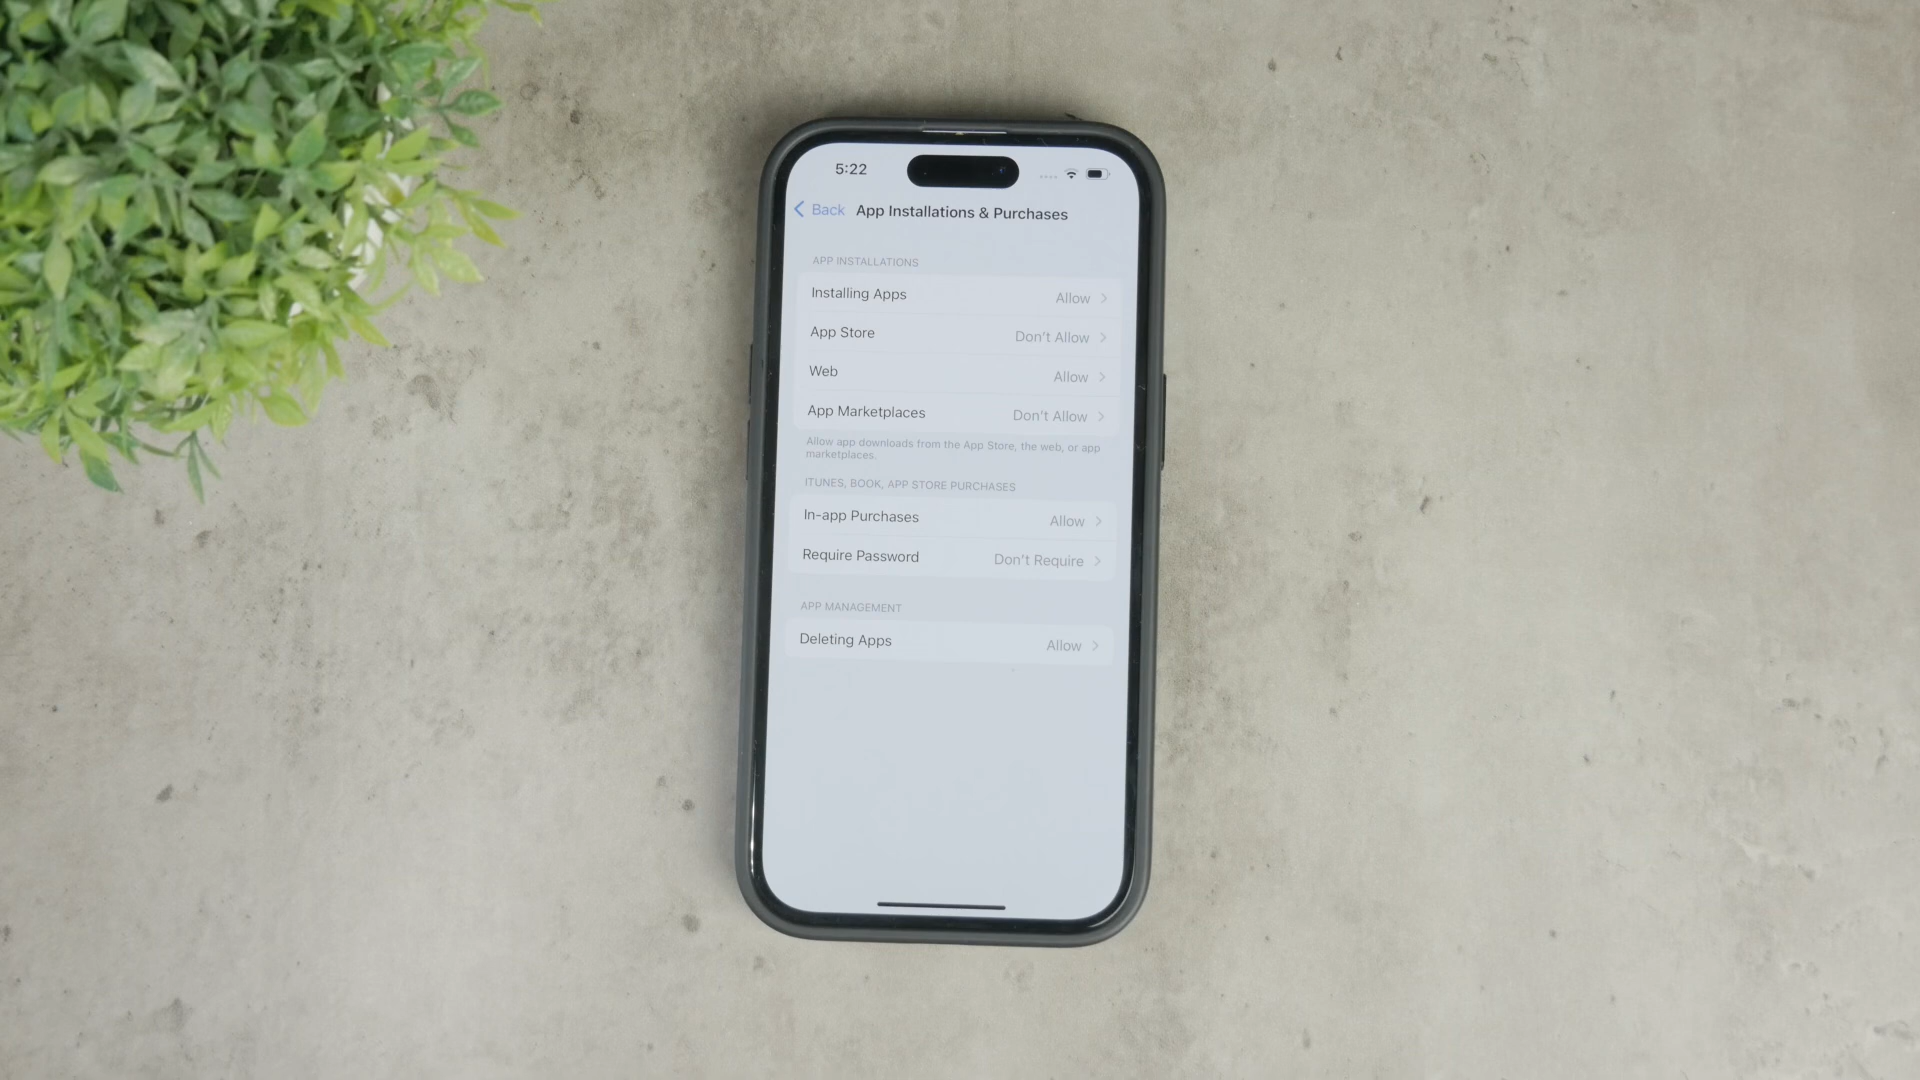 5:22
Back App Installations & Purchases
APP INSTALLATIONS
Installing Apps Allow
App Store Don't Allow
Web Allow
App Marketplaces Don't Allow
Allow app downloads from the App Store, the web, or app
marketplaces.
ITUNES, BOOK, APP STORE PURCHASES
In-app Purchases Allow
Require Password Don't Require
APP MANAGEMENT
Deleting Apps Allow